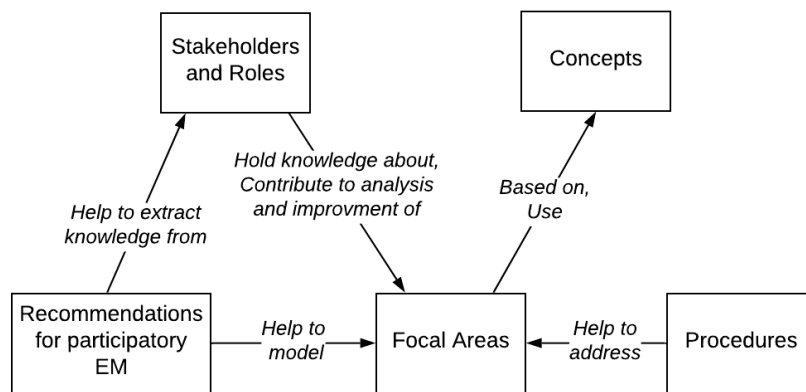 Stakeholders
and Roles
Concepts
Hold knowledge about,
Contribute to analysis
and improvment of
Based on,
Use
Help to extract
knowledge from
Recommendations
for participatory
EM
Help to
model
Focal Areas
Help to
address
Procedures